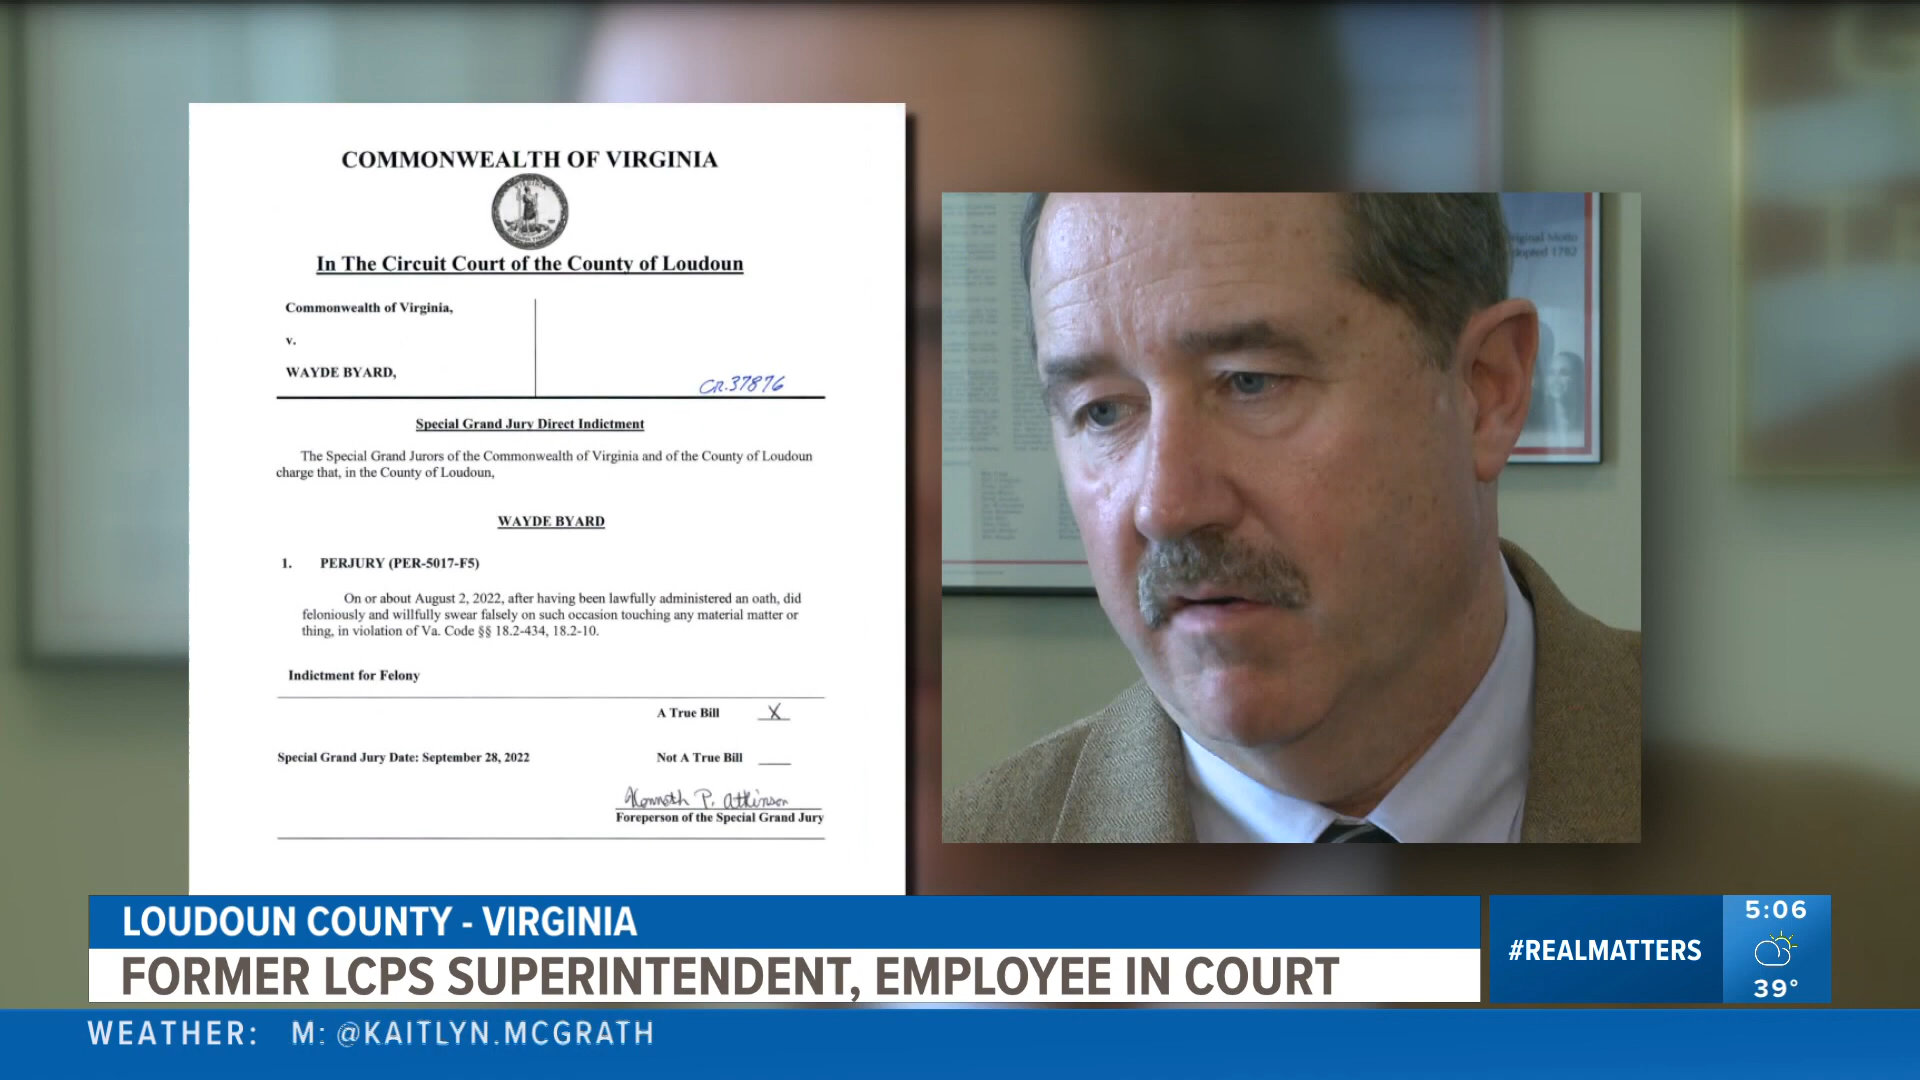 COMMONWEALTH OF VIRGINIA
In The Circuit Court of the County of Loudoun
Commonwealth of Virginia,
v.
WAYDE BYARD,
CR.37876
Special Grand Jury Direct Indictment
The Special Grand Jurors of the Commonwealth of Virginia and of the County of Loudoun
charge that, in the County of Loudoun,
WAYDE BYARD
1. PERJURY (PER-5017-F5)
On or about August 2, 2022, after having been lawfully administered an oath, did
feloniously and willfully swear falsely on such occasion touching any material matter or
thing, in violation of Va. Code §§ 18.2-434, 18.2-10.
Indictment for Felony
A True Bill X
Special Grand Jury Date: September 28, 2022
Not A True Bill
Kenneth P. Atkinson
Foreperson of the Special Grand Jury
Original Motto
adopted 1782
LOUDOUN COUNTY - VIRGINIA
FORMER LCPS SUPERINTENDENT, EMPLOYEE IN COURT
#REALMATTERS
5:06
39°
WEATHER: M: @KAITLYN.MCGRATH